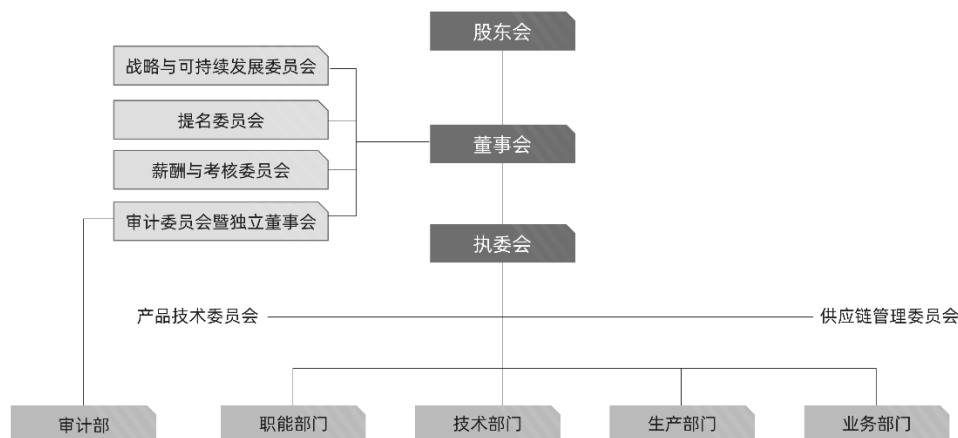 股东会
战略与可持续发展委员会
提名委员会
董事会
薪酬与考核委员会
审计委员会暨独立董事会
执委会
产品技术委员会
供应链管理委员会
审计部
职能部门
技术部门
生产部门
业务部门